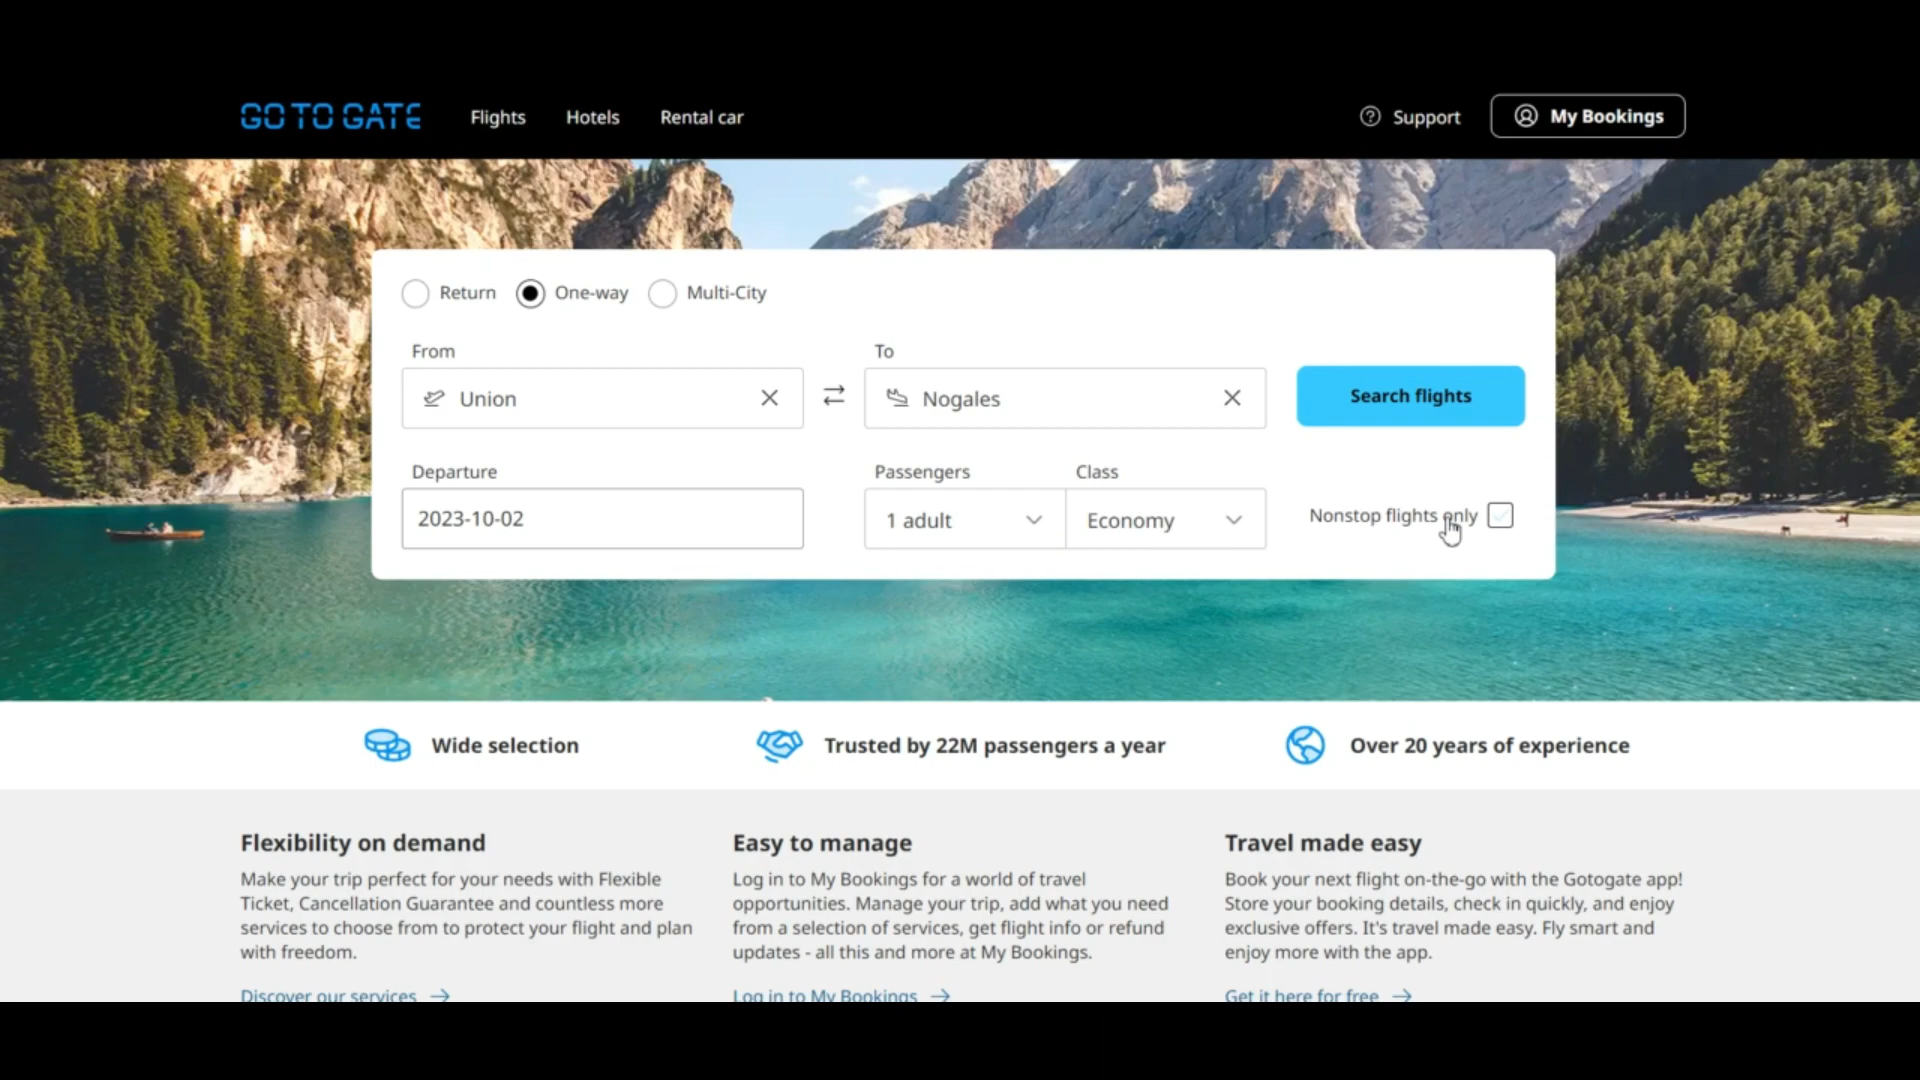 GO TO GATE Flights Hotels Rental car Support My Bookings
Return One-way Multi-City
From To
Union Nogales Search flights
Departure Passengers Class
2023-10-02 1 adult Economy Nonstop flights only
Wide selection Trusted by 22M passengers a year Over 20 years of experience
Flexibility on demand
Make your trip perfect for your needs with Flexible
Ticket, Cancellation Guarantee and countless more
services to choose from to protect your flight and plan
with freedom.
Discover our services
Easy to manage
Log in to My Bookings for a world of travel
opportunities. Manage your trip, add what you need
from a selection of services, get flight info or refund
updates - all this and more at My Bookings.
Log in to My Bookings
Travel made easy
Book your next flight on-the-go with the Gotogate app!
Store your booking details, check in quickly, and enjoy
exclusive offers. It's travel made easy. Fly smart and
enjoy more with the app.
Get it here for free